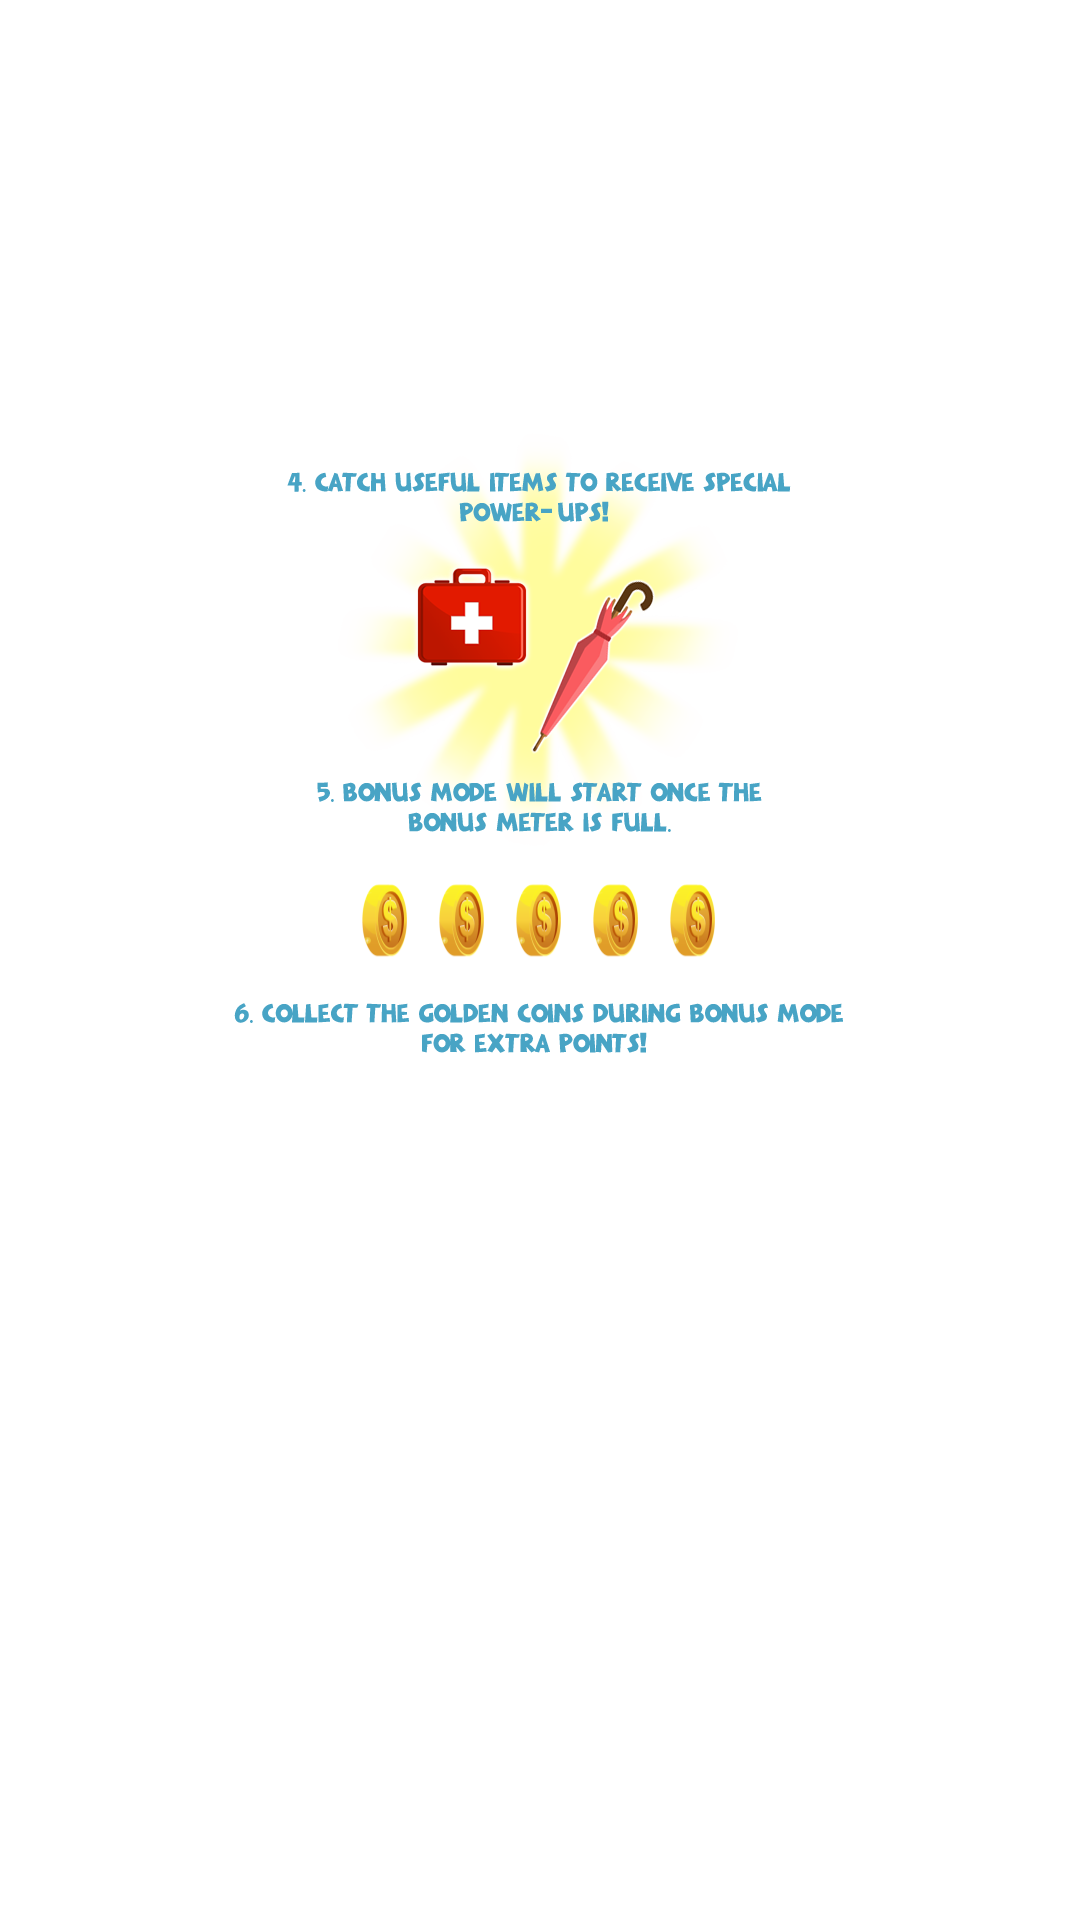 4. CATCH USEFUL ITEMS TO RECEIVE SPECIAL
POWER-UPS!
5. BONUS MODE WILL START ONCE THE
BONUS METER IS FULL.
$ $ $ $ $
6. COLLECT THE GOLDEN COINS DURING BONUS MODE
FOR EXTRA POINTS!